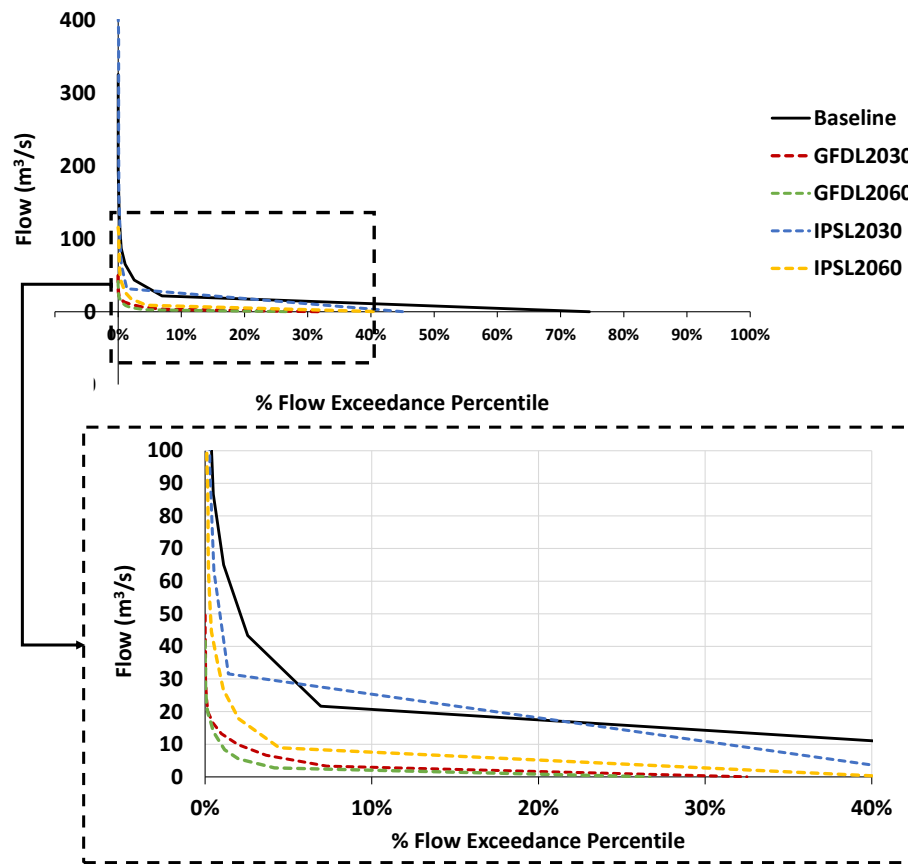 400
300
200
100
0
Flow (m³/s)
0% 10% 20% 30% 40% 50% 60% 70% 80% 90% 100%
% Flow Exceedance Percentile
Baseline
GFDL2030
GFDL2060
IPSL2030
IPSL2060
100
90
80
70
60
50
40
30
20
10
0
Flow (m³/s)
0% 10% 20% 30% 40%
% Flow Exceedance Percentile